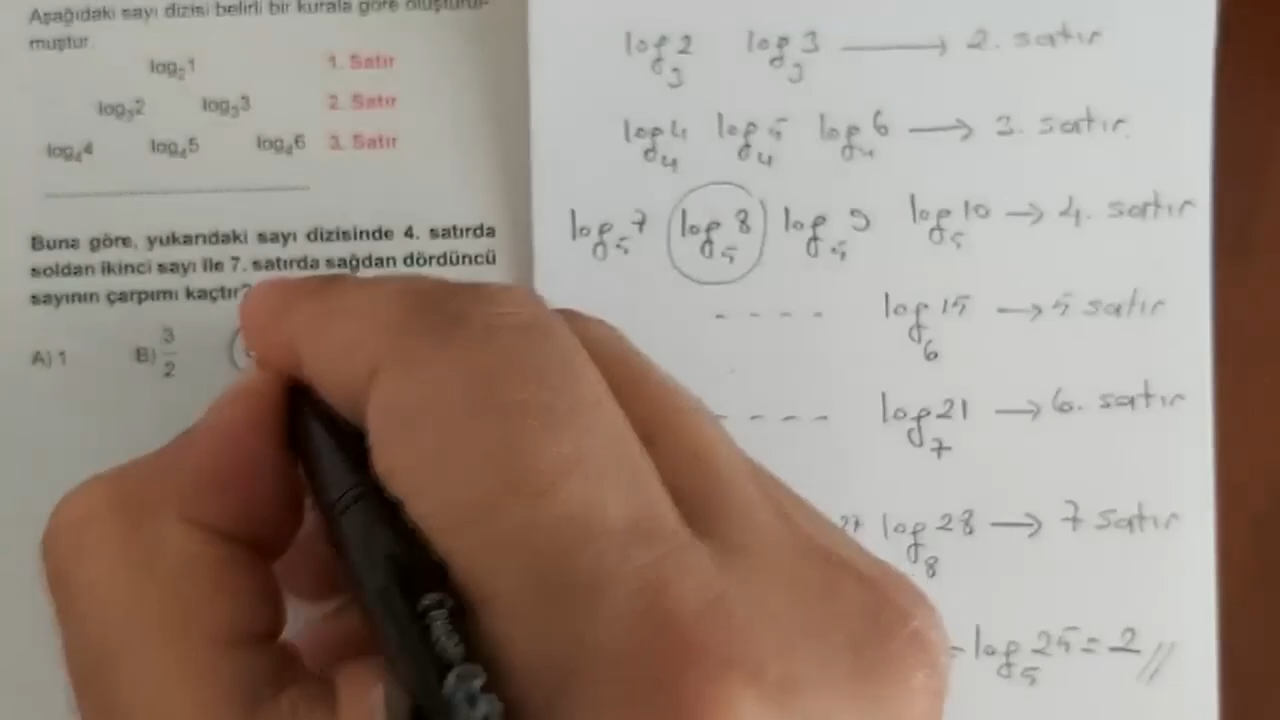 Aşağıdaki sayı dizisi belirli bir kurala göre oluşturul-
muştur.
log₂1 1. Satır
log₃2 log₃3 2. Satır
log₄4 log₄5 log₄6 3. Satır
Buna göre, yukarıdaki sayı dizisinde 4. satırda
soldan ikinci sayı ile 7. satırda sağdan dördüncü
sayının çarpımı kaçtır?
A) 1 B) 3/2
log₃2 log₃3 → 2. satır
log₄4 log₄5 log₄6 → 3. satır
log₅7 log₅8 log₅9 log₅10 → 4. satır
---- log₆15 → 5 satır
---- log₇21 → 6. satır
27 log₈28 → 7 satır
log₅25 = 2 //